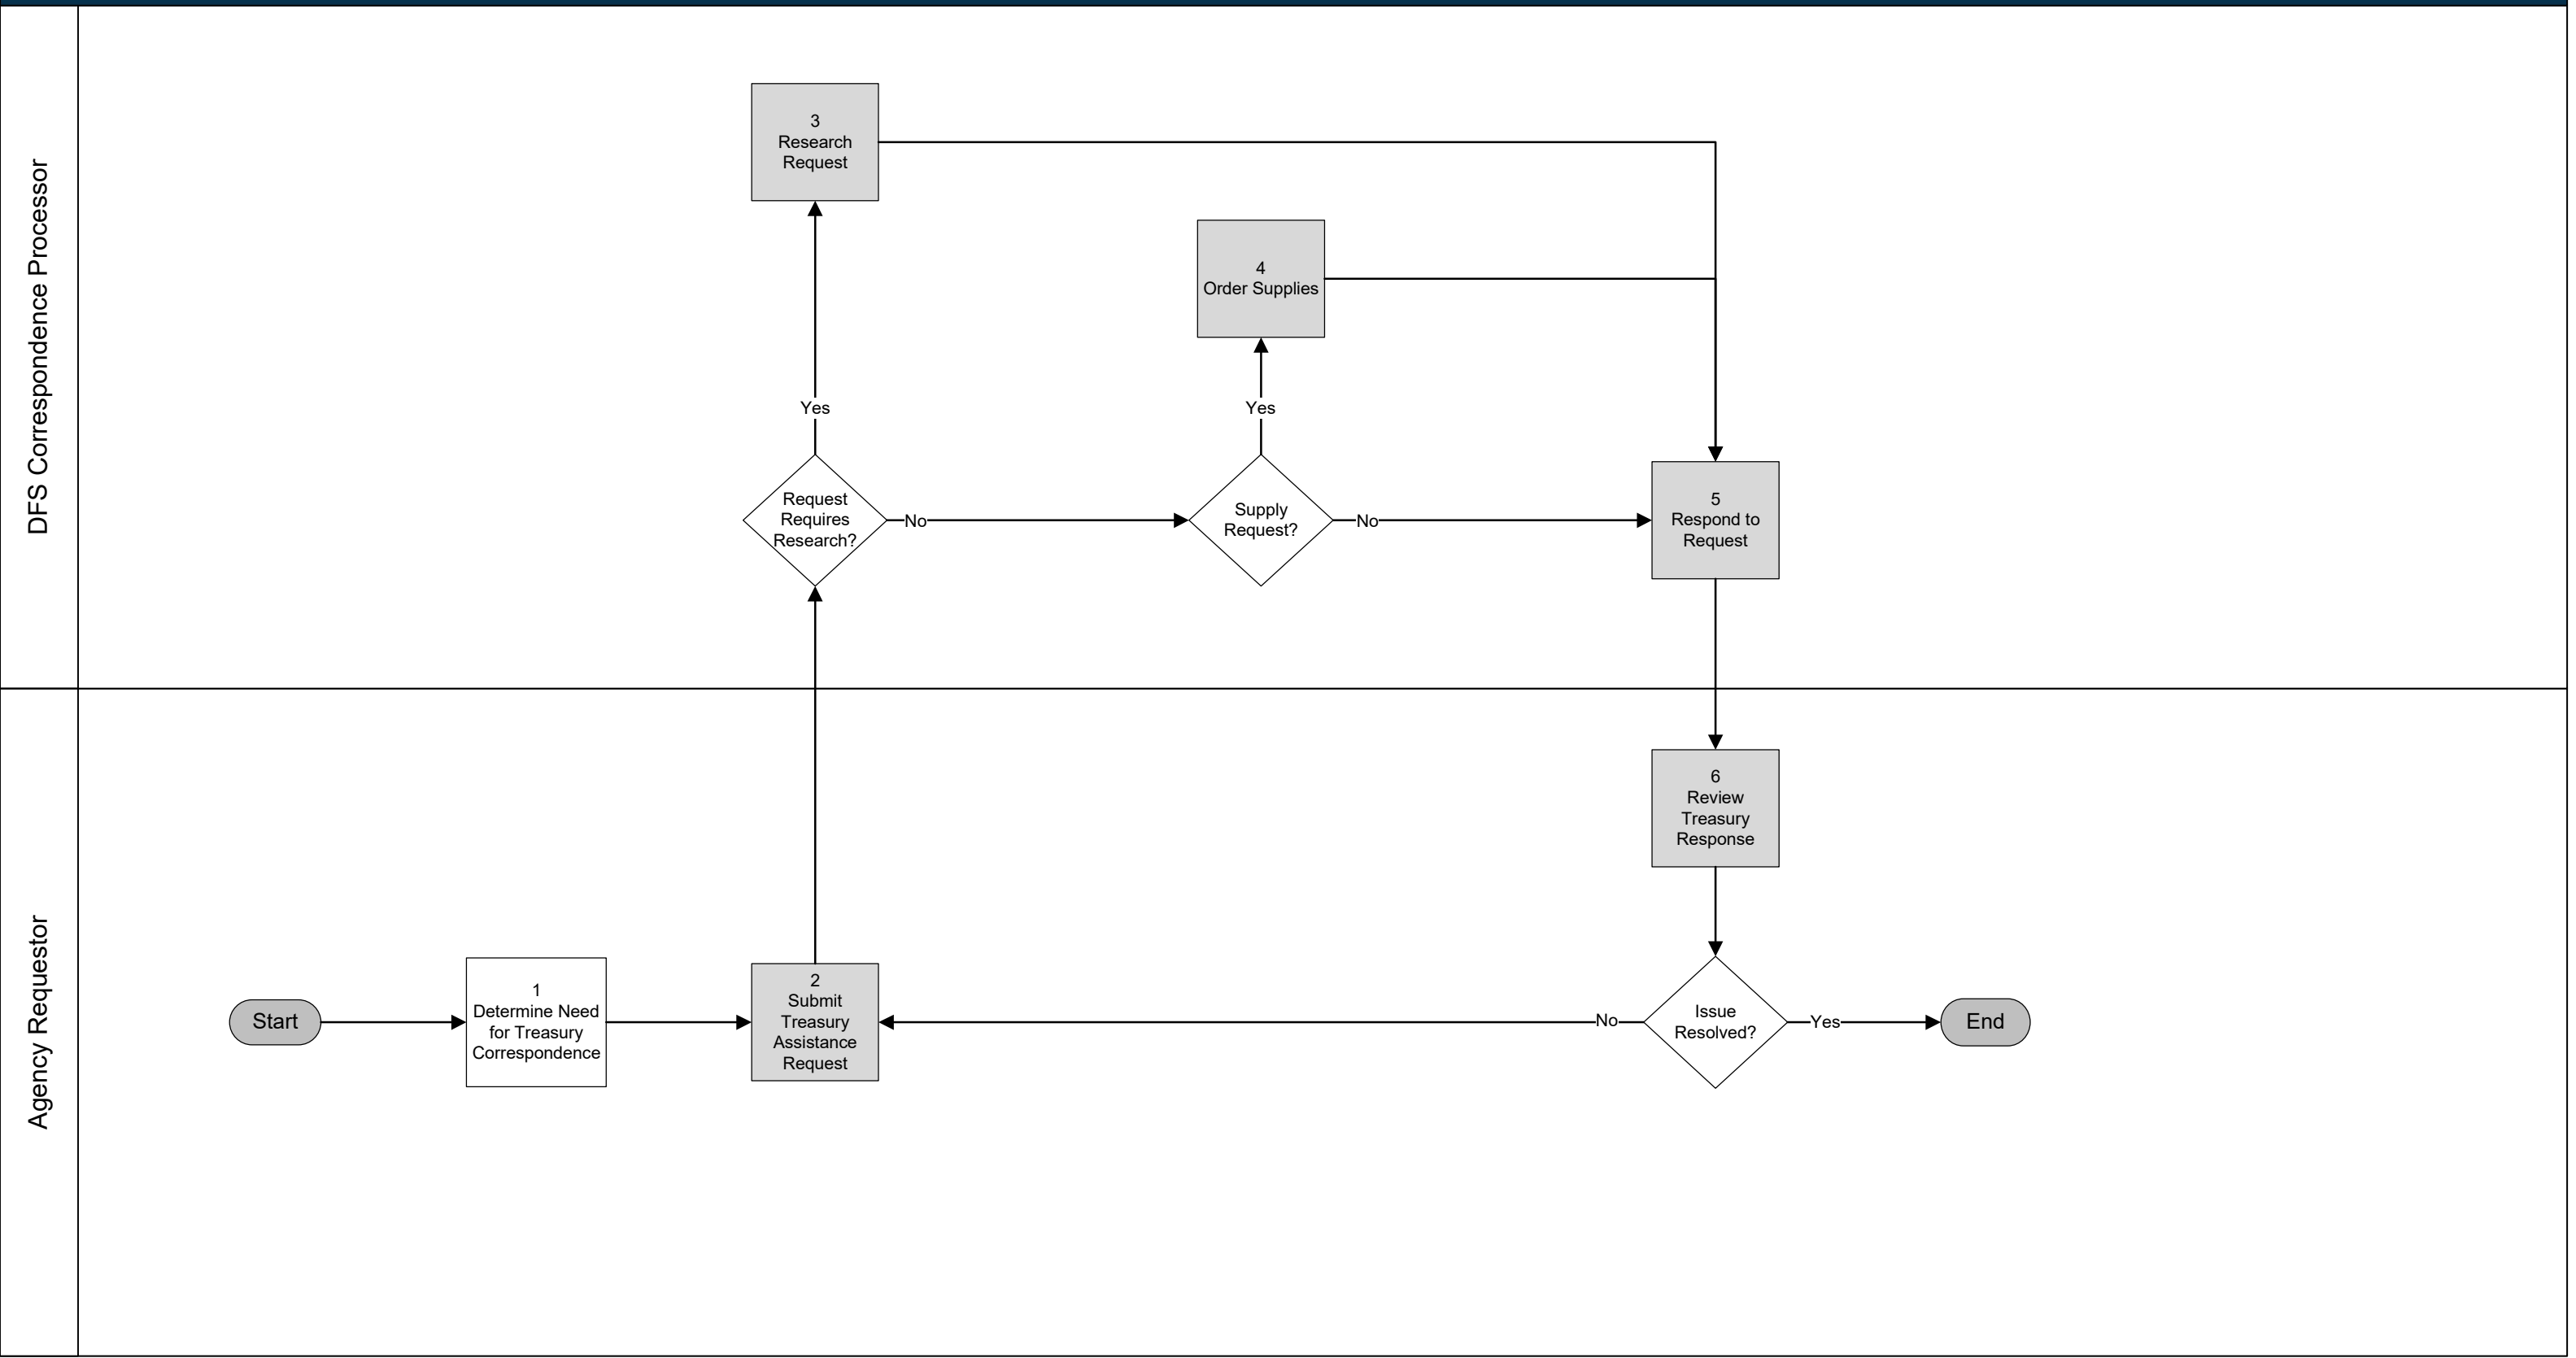 DFS Correspondence Processor
3
Research
Request
4
Order Supplies
Yes
Yes
Request
Requires
Research?
No
Supply
Request?
No
5
Respond to
Request
Agency Requestor
6
Review
Treasury
Response
Start
1
Determine Need
for Treasury
Correspondence
2
Submit
Treasury
Assistance
Request
No
Issue
Resolved?
Yes
End